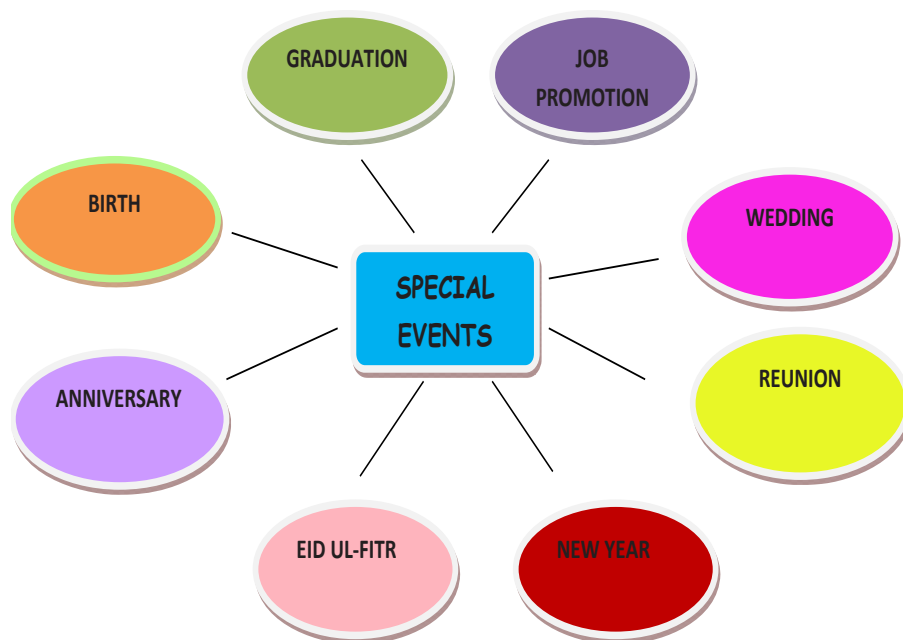 GRADUATION
JOB
PROMOTION
BIRTH
WEDDING
SPECIAL
EVENTS
ANNIVERSARY
REUNION
EID UL-FITR
NEW YEAR